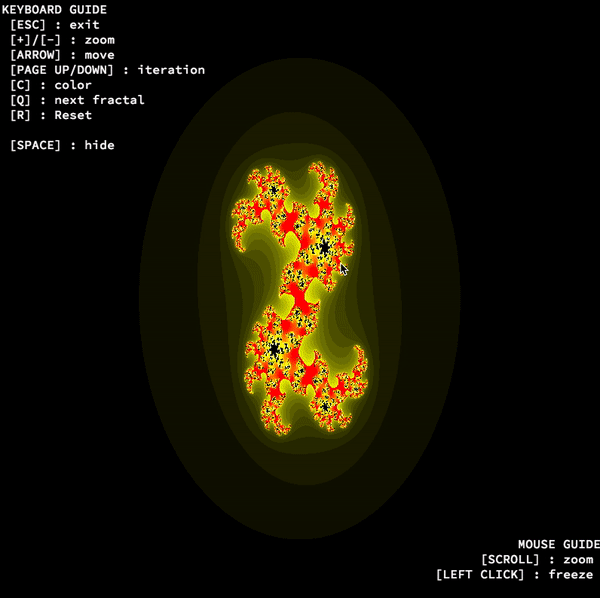 KEYBOARD GUIDE
[ESC] : exit
[+]/[-] : zoom
[ARROW] : move
[PAGE UP/DOWN] : iteration
[C] : color
[Q] : next fractal
[R] : Reset
[SPACE] : hide
MOUSE GUIDE
[SCROLL] : zoom
[LEFT CLICK] : freeze